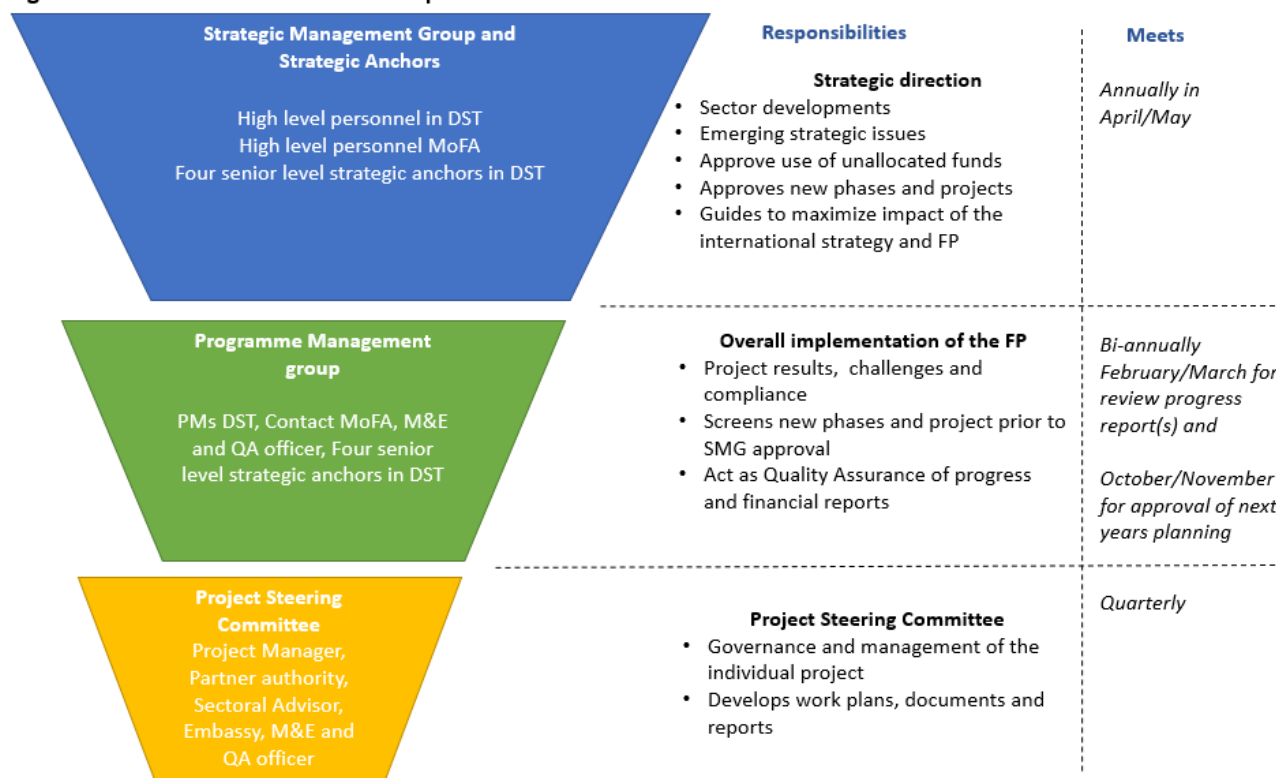 Strategic Management Group and
Strategic Anchors
High level personnel in DST
High level personnel MoFA
Four senior level strategic anchors in DST
Responsibilities
Strategic direction
• Sector developments
• Emerging strategic issues
• Approve use of unallocated funds
• Approves new phases and projects
• Guides to maximize impact of the
international strategy and FP
Meets
Annually in
April/May
Programme Management
group
PMs DST, Contact MoFA, M&E
and QA officer, Four senior
level strategic anchors in DST
Overall implementation of the FP
• Project results, challenges and
compliance
• Screens new phases and project prior to
SMG approval
• Act as Quality Assurance of progress
and financial reports
Bi-annually
February/March for
review progress
report(s) and
October/November
for approval of next
years planning
Project Steering
Committee
Project Manager,
Partner authority,
Sectoral Advisor,
Embassy, M&E and
QA officer
Project Steering Committee
• Governance and management of the
individual project
• Develops work plans, documents and
reports
Quarterly